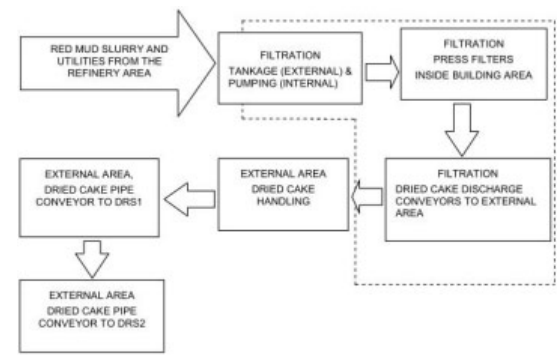 RED MUD SLURRY AND
UTILITIES FROM THE
REFINERY AREA
FILTRATION
TANKAGE (EXTERNAL) &
PUMPING (INTERNAL)
FILTRATION
PRESS FILTERS
INSIDE BUILDING AREA
FILTRATION
DRIED CAKE DISCHARGE
CONVEYORS TO EXTERNAL
AREA
EXTERNAL AREA
DRIED CAKE
HANDLING
EXTERNAL AREA,
DRIED CAKE PIPE
CONVEYOR TO DRS1
EXTERNAL AREA
DRIED CAKE PIPE
CONVEYOR TO DRS2